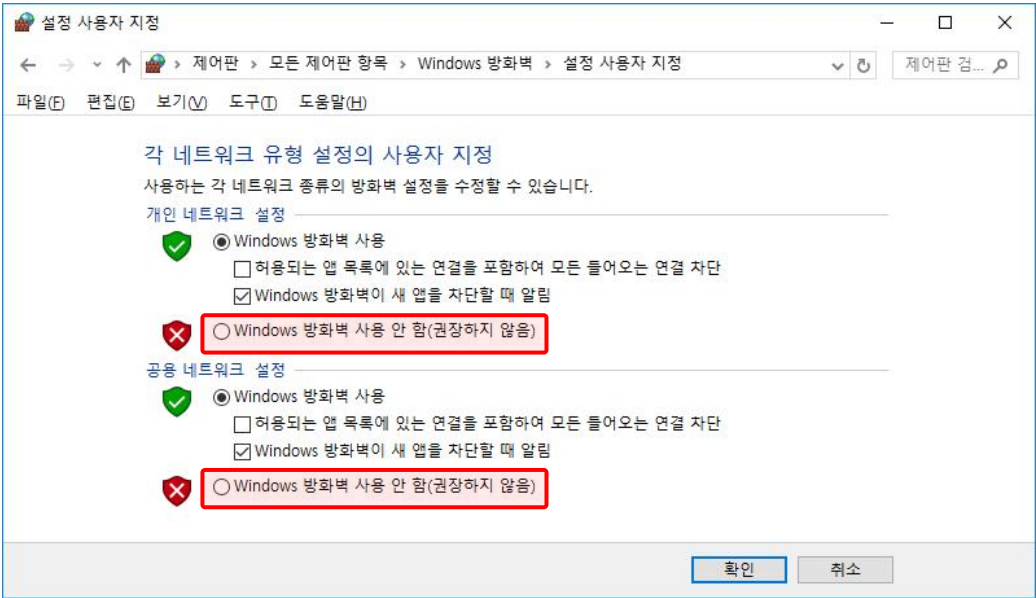 설정 사용자 지정
제어판 › 모든 제어판 항목 › Windows 방화벽 › 설정 사용자 지정
제어판 검...
파일(F) 편집(E) 보기(V) 도구(T) 도움말(H)
각 네트워크 유형 설정의 사용자 지정
사용하는 각 네트워크 종류의 방화벽 설정을 수정할 수 있습니다.
개인 네트워크 설정
Windows 방화벽 사용
허용되는 앱 목록에 있는 연결을 포함하여 모든 들어오는 연결 차단
Windows 방화벽이 새 앱을 차단할 때 알림
Windows 방화벽 사용 안 함(권장하지 않음)
공용 네트워크 설정
Windows 방화벽 사용
허용되는 앱 목록에 있는 연결을 포함하여 모든 들어오는 연결 차단
Windows 방화벽이 새 앱을 차단할 때 알림
Windows 방화벽 사용 안 함(권장하지 않음)
확인 취소